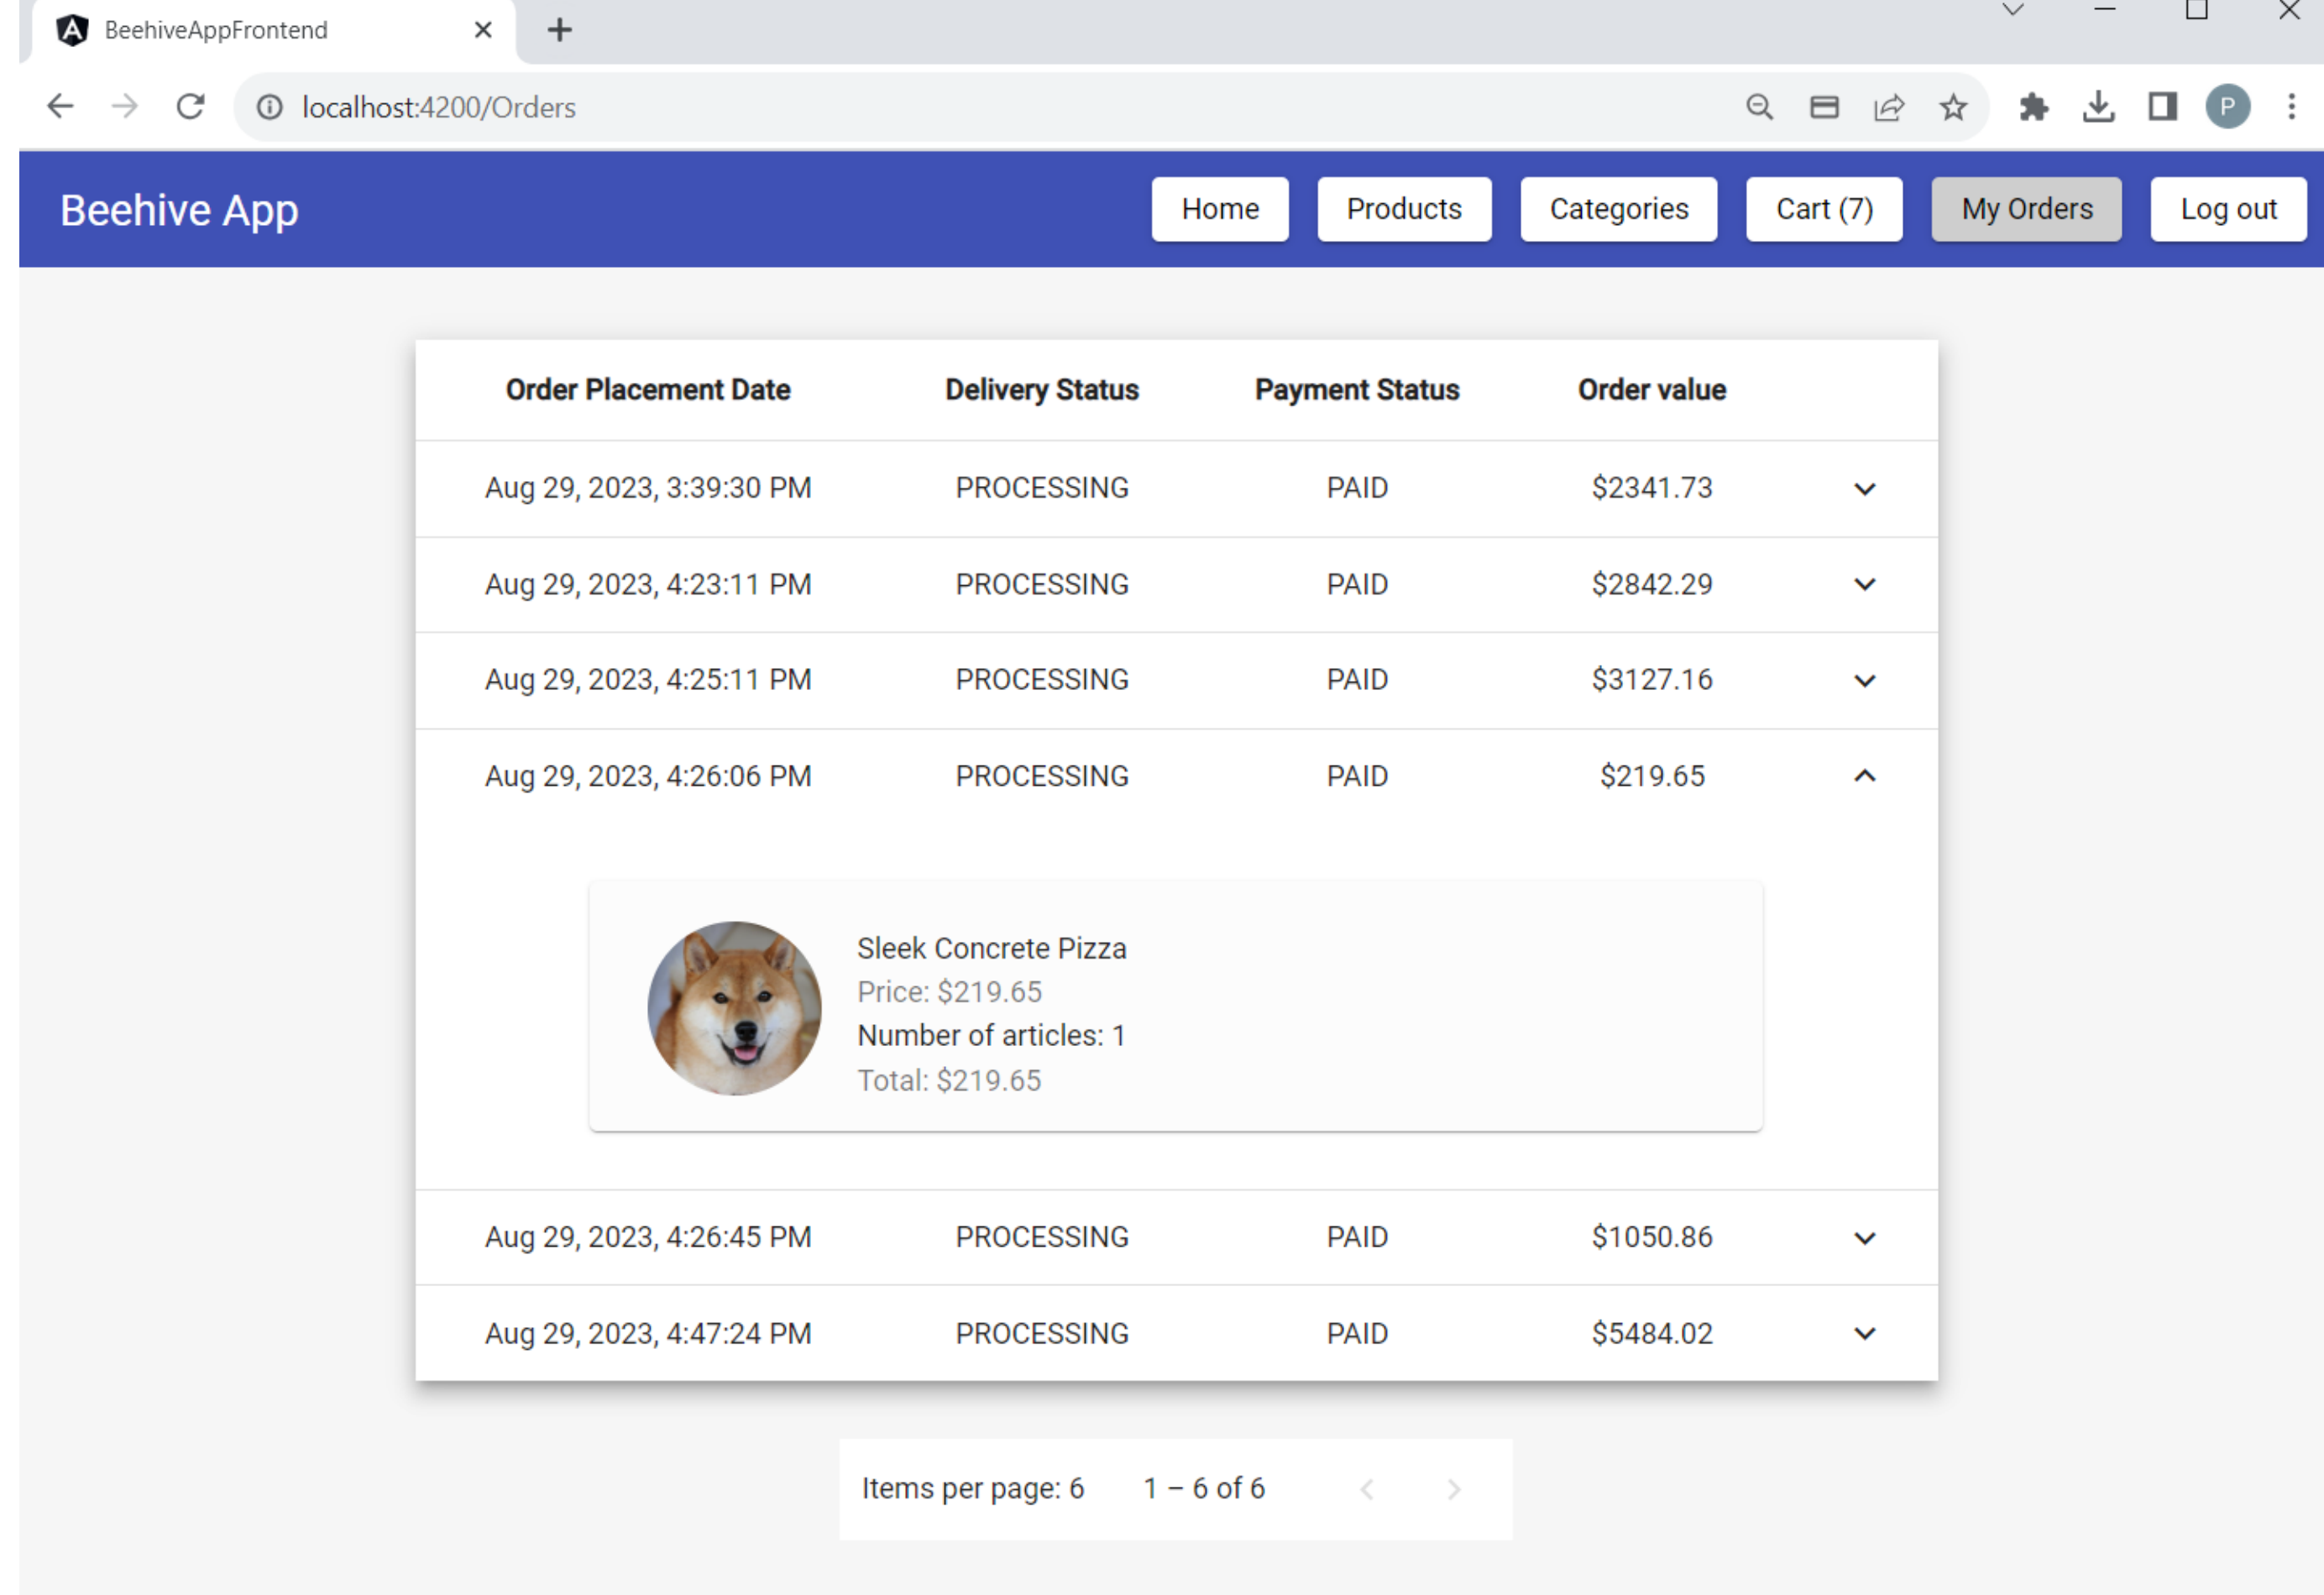 BeehiveAppFrontend
localhost:4200/Orders
P
Beehive App Home Products Categories Cart (7) My Orders Log out
Order Placement Date Delivery Status Payment Status Order value
Aug 29, 2023, 3:39:30 PM PROCESSING PAID $2341.73
Aug 29, 2023, 4:23:11 PM PROCESSING PAID $2842.29
Aug 29, 2023, 4:25:11 PM PROCESSING PAID $3127.16
Aug 29, 2023, 4:26:06 PM PROCESSING PAID $219.65
Sleek Concrete Pizza
Price: $219.65
Number of articles: 1
Total: $219.65
Aug 29, 2023, 4:26:45 PM PROCESSING PAID $1050.86
Aug 29, 2023, 4:47:24 PM PROCESSING PAID $5484.02
Items per page: 6 1 – 6 of 6